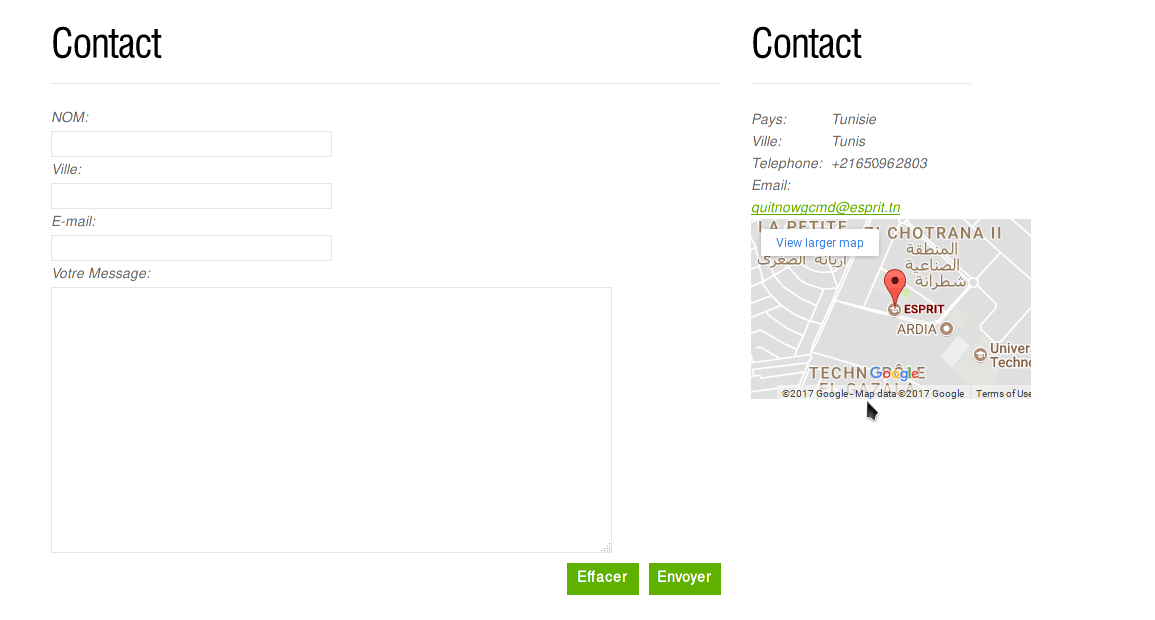 Contact
NOM:
Ville:
E-mail:
Votre Message:
Effacer
Envoyer
Contact
Pays: Tunisie
Ville: Tunis
Telephone: +21650962803
Email:
quitnowgcmd@esprit.tn
LA PETITE
CHOTRANA II
View larger map
المنطقة
الصناعية
شطرانة
أريانة الصغرى
ESPRIT
ARDIA
Univer
Techno
TECHNOPÔLE
EL GAZALA
Google
©2017 Google - Map data ©2017 Google
Terms of Use